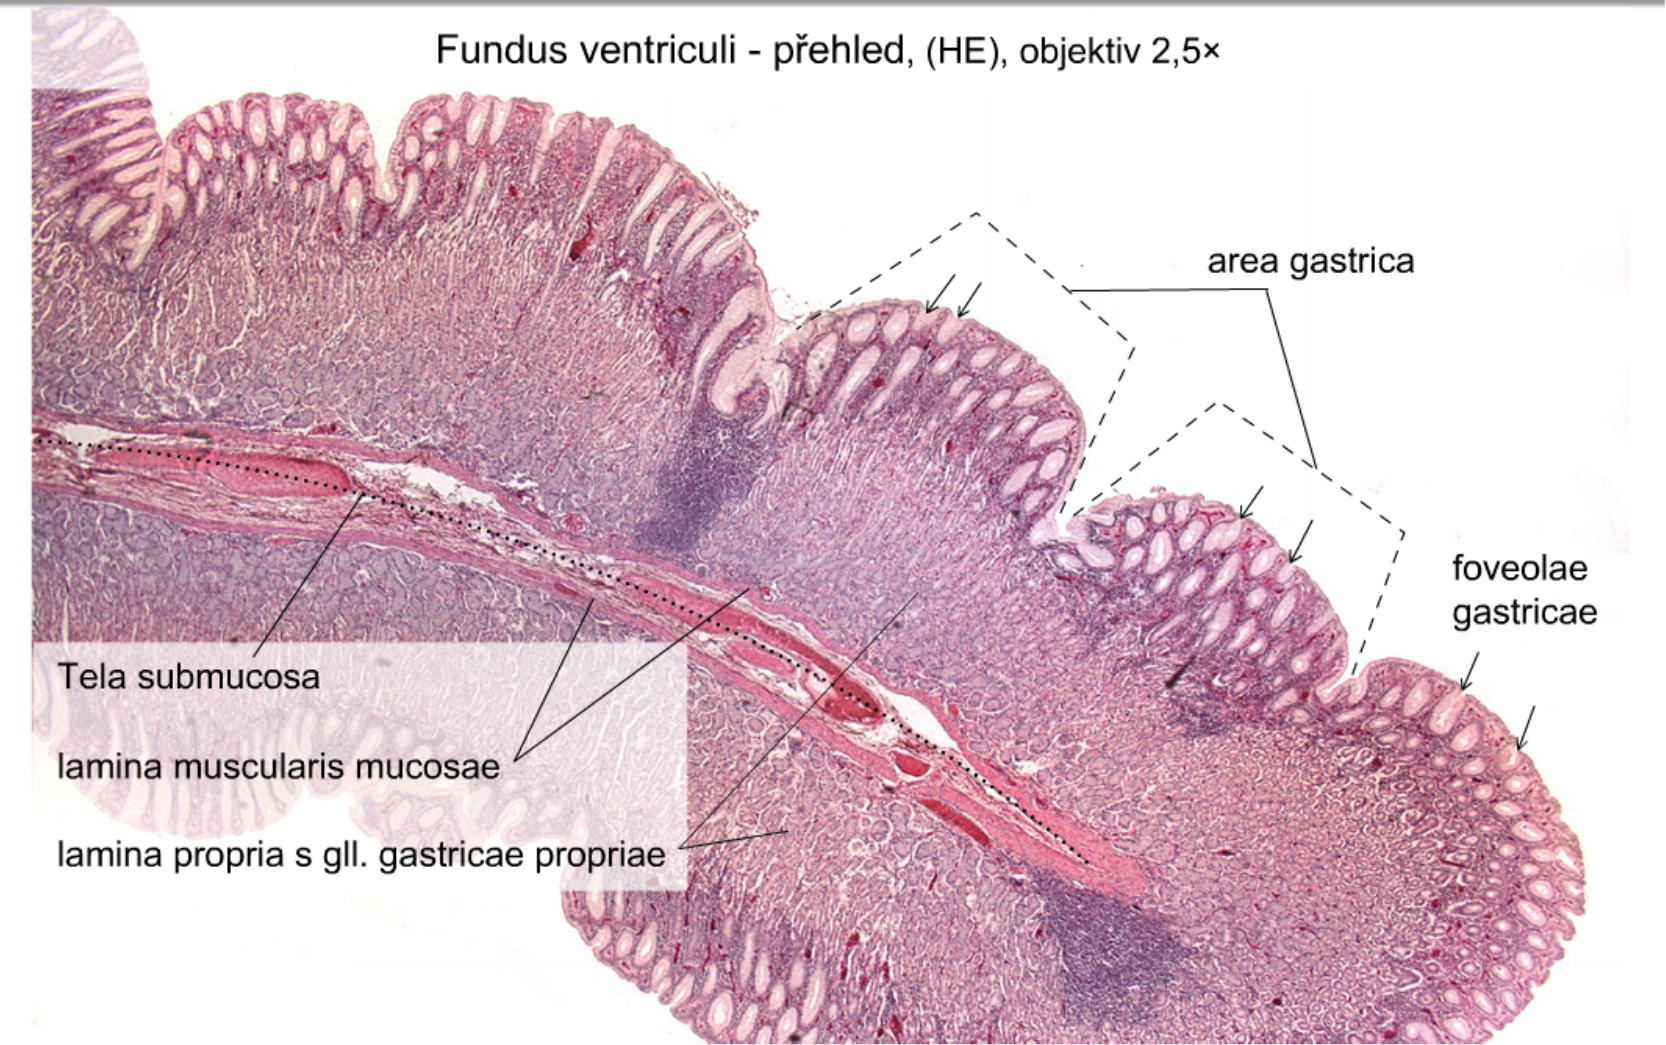 Fundus ventriculi - přehled, (HE), objektiv 2,5×
area gastrica
foveolae
gastricae
Tela submucosa
lamina muscularis mucosae
lamina propria s gll. gastricae propriae